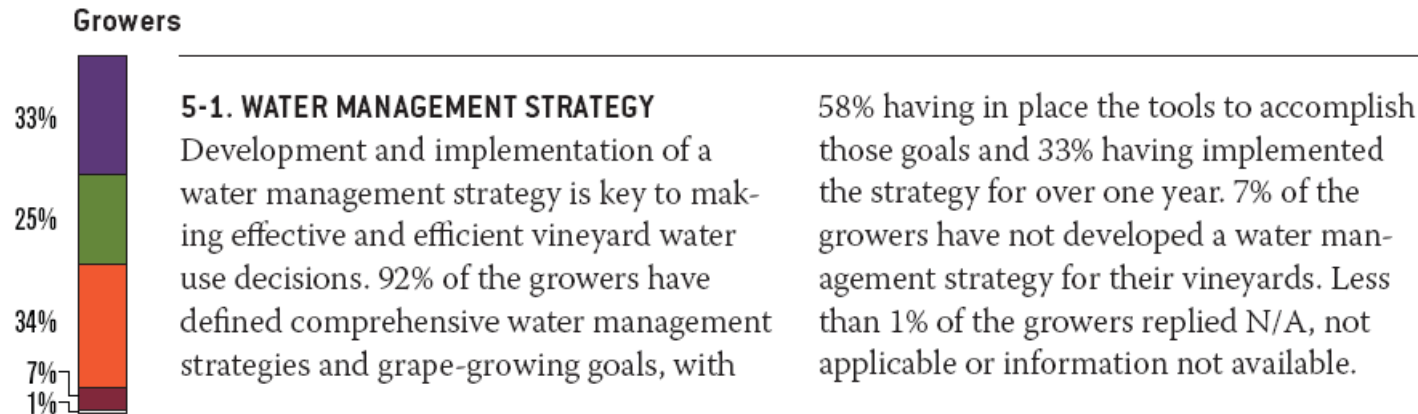 Growers
33%
25%
34%
7%
1%
5-1. WATER MANAGEMENT STRATEGY
Development and implementation of a
water management strategy is key to mak-
ing effective and efficient vineyard water
use decisions. 92% of the growers have
defined comprehensive water management
strategies and grape-growing goals, with
58% having in place the tools to accomplish
those goals and 33% having implemented
the strategy for over one year. 7% of the
growers have not developed a water man-
agement strategy for their vineyards. Less
than 1% of the growers replied N/A, not
applicable or information not available.